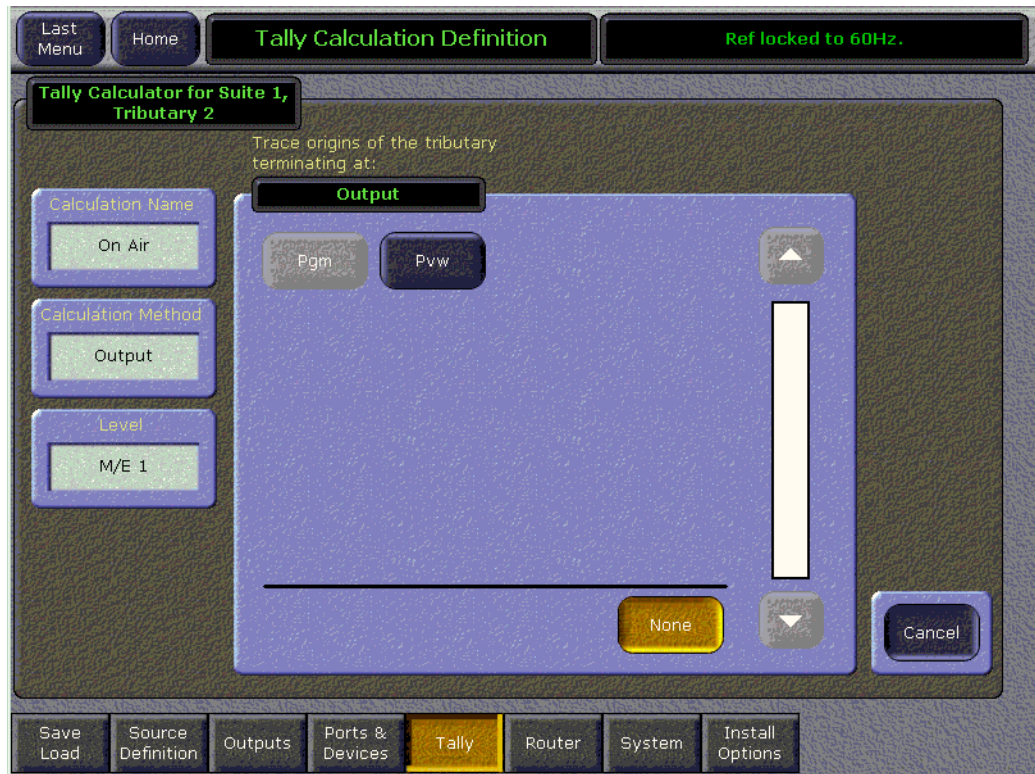 Last
Menu
Home
Tally Calculation Definition
Ref locked to 60Hz.
Tally Calculator for Suite 1,
Tributary 2
Trace origins of the tributary
terminating at:
Output
Calculation Name
On Air
Pgm
Pvw
Calculation Method
Output
Level
M/E 1
None
Cancel
Save
Load
Source
Definition
Outputs
Ports &
Devices
Tally
Router
System
Install
Options